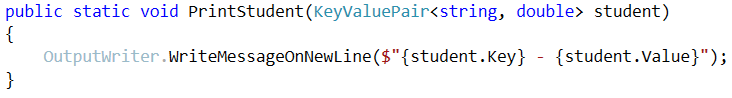 public static void PrintStudent(KeyValuePair<string, double> student)
{
    OutputWriter.WriteMessageOnNewLine($"{student.Key} - {student.Value}");
}